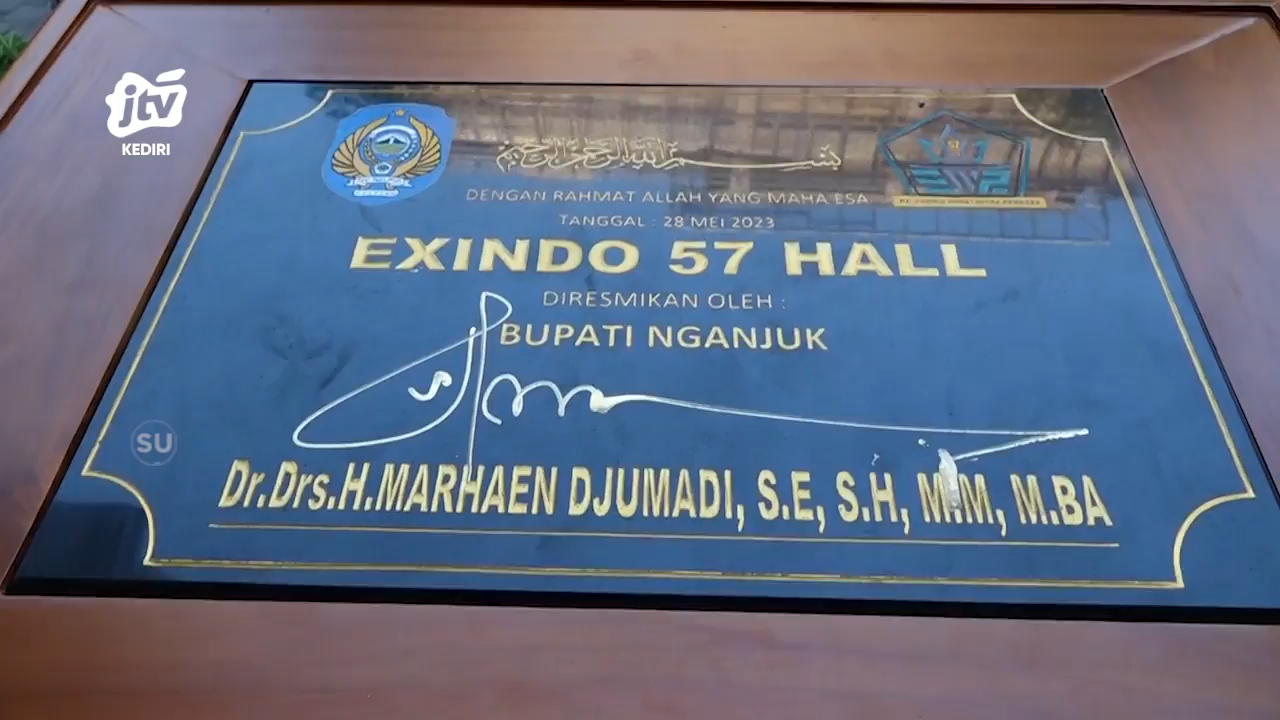 jtv
KEDIRI
بسم الله الرحمن الرحيم
DENGAN RAHMAT ALLAH YANG MAHA ESA
TANGGAL : 28 MEI 2023
EXINDO 57 HALL
DIRESMIKAN OLEH :
BUPATI NGANJUK
SU
Dr.Drs.H.MARHAEN DJUMADI, S.E, S.H, M.M, M.BA